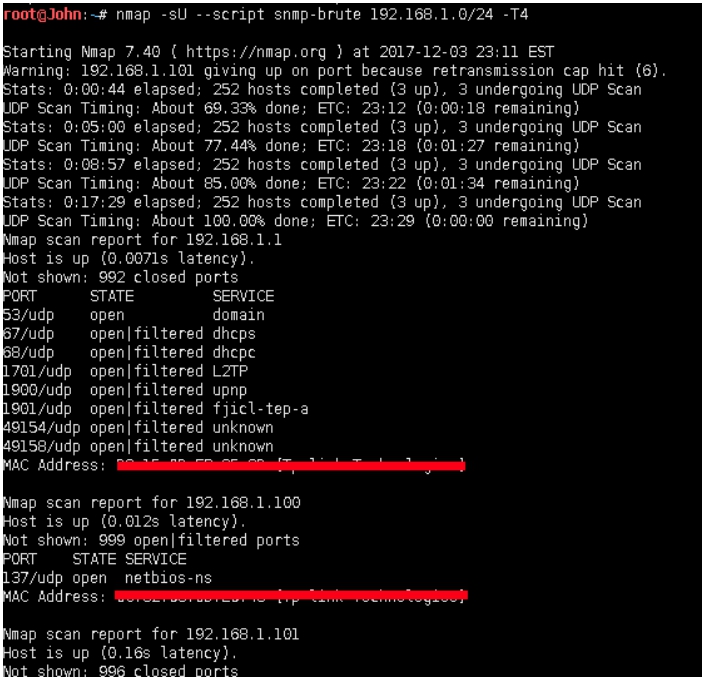 root@John:~# nmap -sU --script snmp-brute 192.168.1.0/24 -T4
Starting Nmap 7.40 ( https://nmap.org ) at 2017-12-03 23:11 EST
Warning: 192.168.1.101 giving up on port because retransmission cap hit (6).
Stats: 0:00:44 elapsed; 252 hosts completed (3 up), 3 undergoing UDP Scan
UDP Scan Timing: About 69.33% done; ETC: 23:12 (0:00:18 remaining)
Stats: 0:05:00 elapsed; 252 hosts completed (3 up), 3 undergoing UDP Scan
UDP Scan Timing: About 77.44% done; ETC: 23:18 (0:01:27 remaining)
Stats: 0:08:57 elapsed; 252 hosts completed (3 up), 3 undergoing UDP Scan
UDP Scan Timing: About 85.00% done; ETC: 23:22 (0:01:34 remaining)
Stats: 0:17:29 elapsed; 252 hosts completed (3 up), 3 undergoing UDP Scan
UDP Scan Timing: About 100.00% done; ETC: 23:29 (0:00:00 remaining)
Nmap scan report for 192.168.1.1
Host is up (0.0071s latency).
Not shown: 992 closed ports
PORT STATE SERVICE
53/udp open domain
67/udp open|filtered dhcps
68/udp open|filtered dhcpc
1701/udp open|filtered L2TP
1900/udp open|filtered upnp
1901/udp open|filtered fjicl-tep-a
49154/udp open|filtered unknown
49158/udp open|filtered unknown
MAC Address:
Nmap scan report for 192.168.1.100
Host is up (0.012s latency).
Not shown: 999 open|filtered ports
PORT STATE SERVICE
137/udp open netbios-ns
MAC Address:
Nmap scan report for 192.168.1.101
Host is up (0.16s latency).
Not shown: 996 closed ports